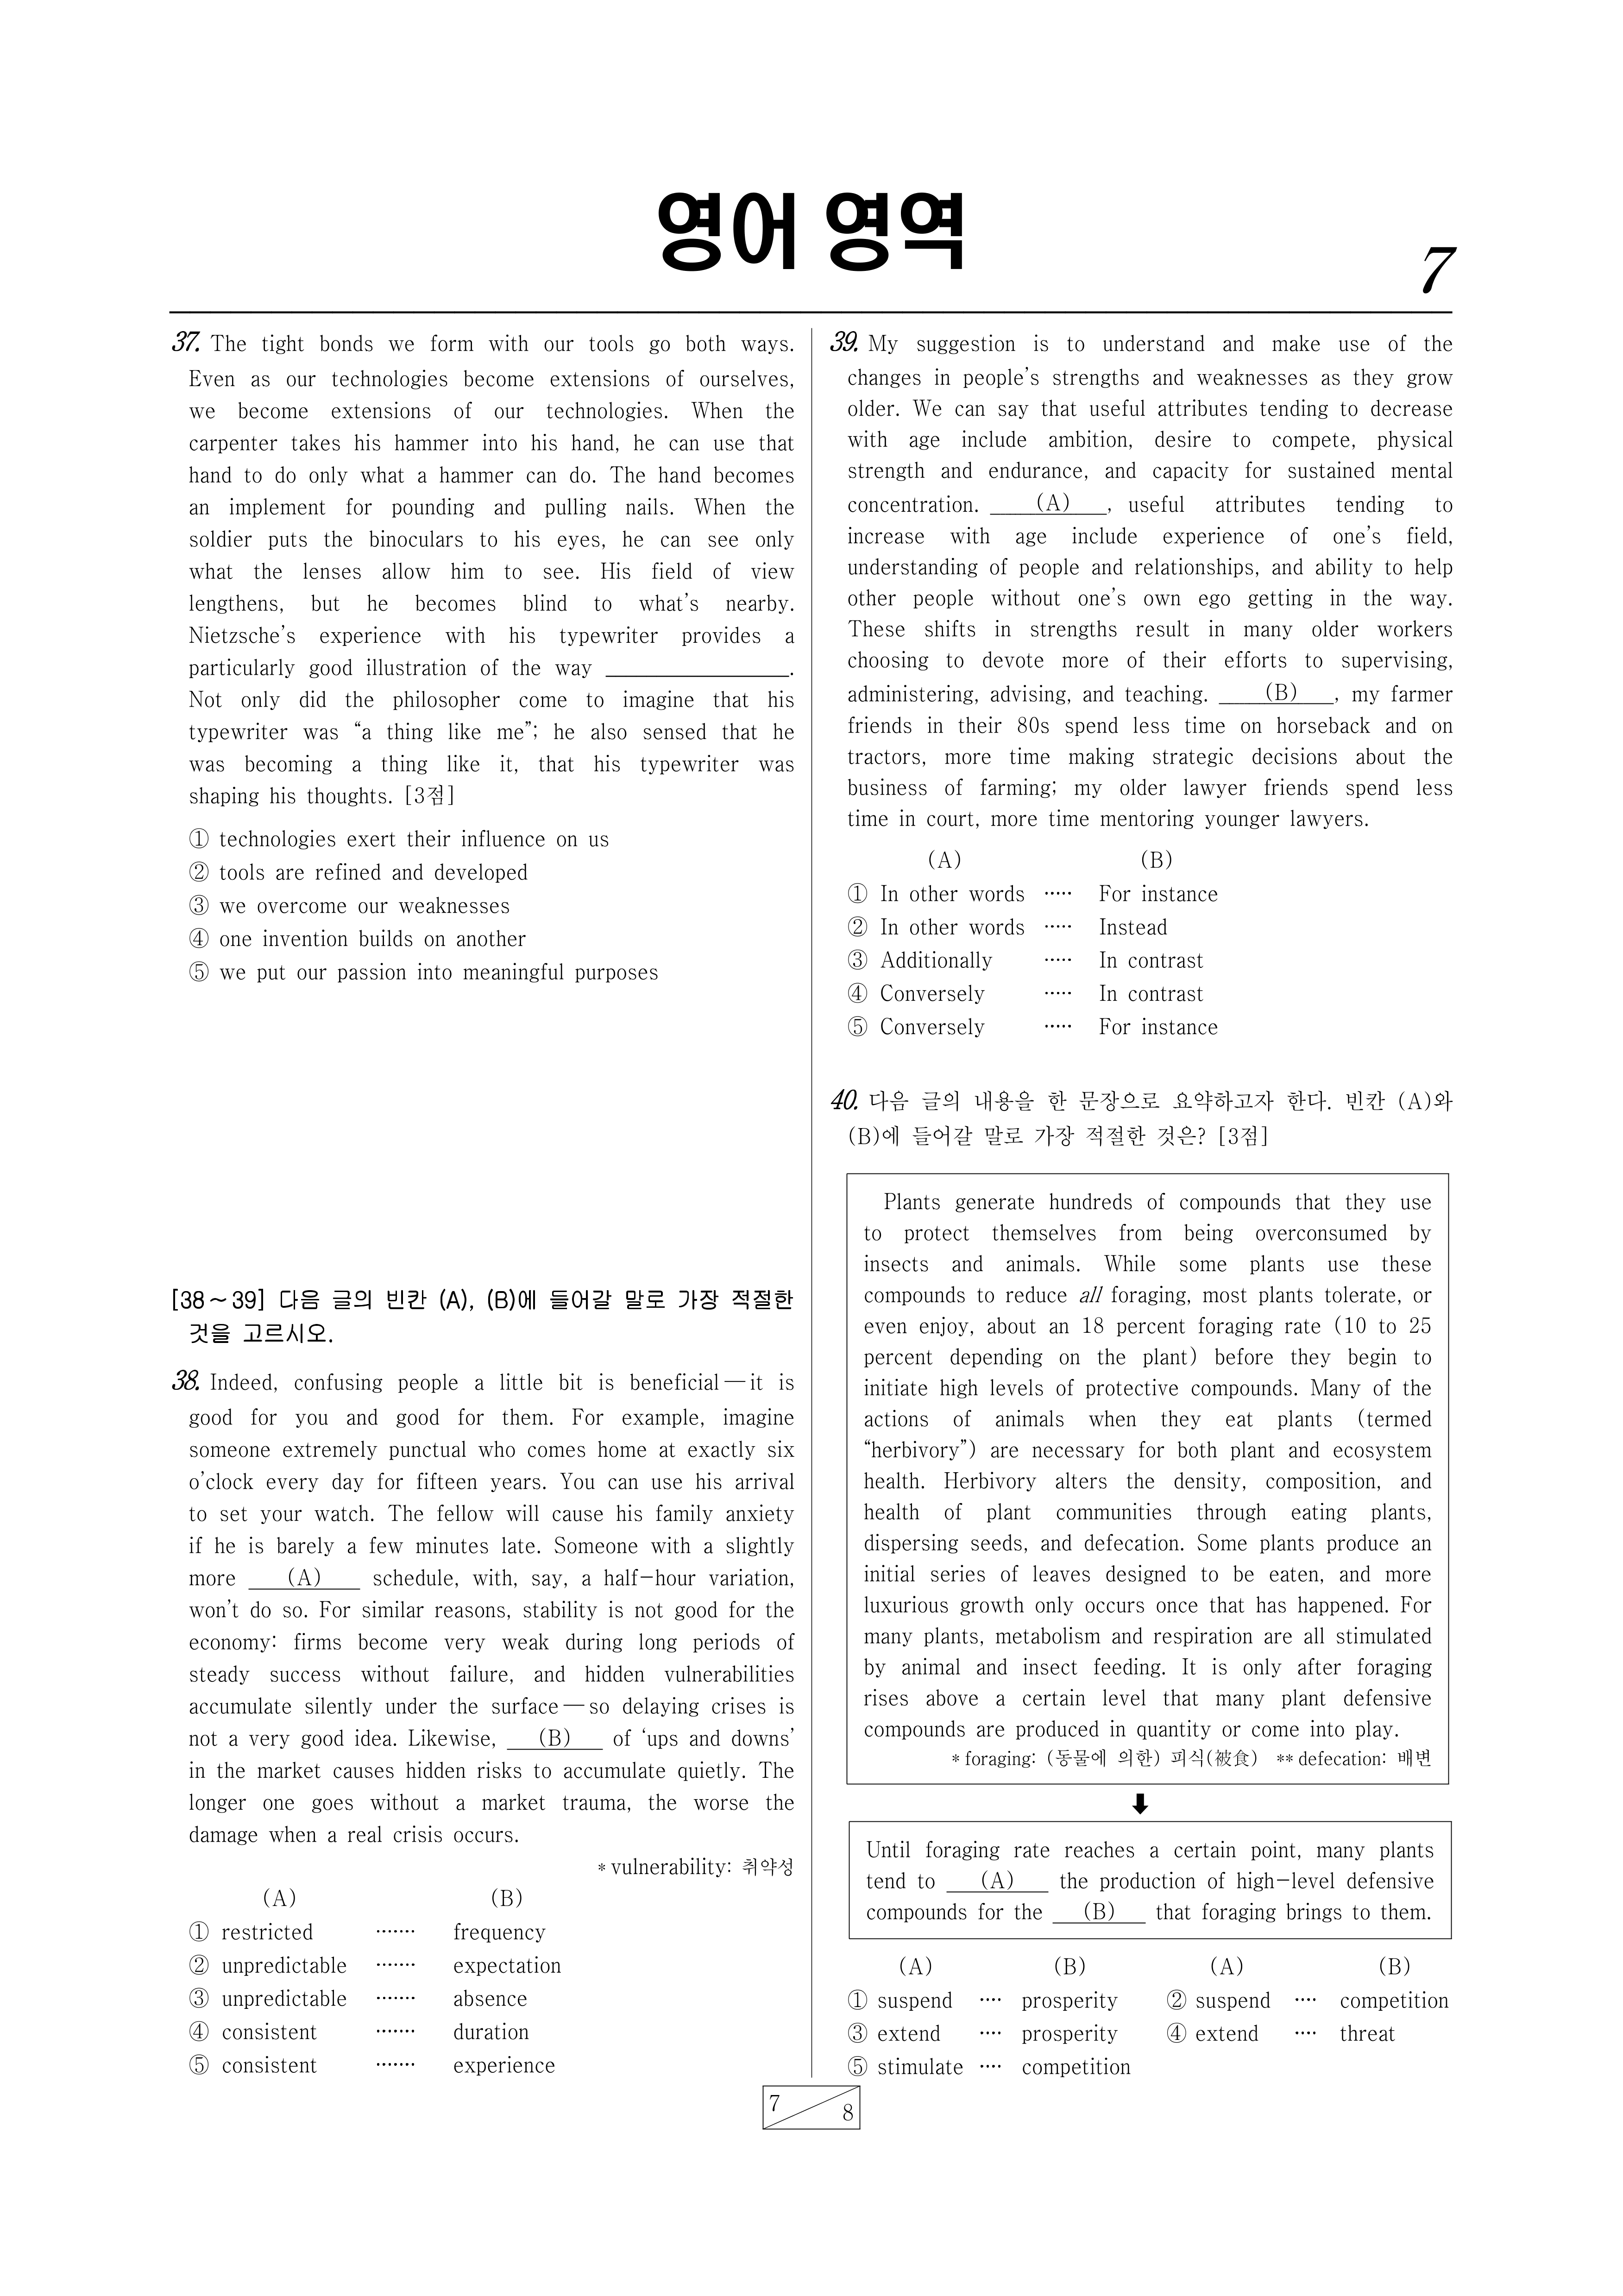 영어 영역
7
37. The tight bonds we form with our tools go both ways.
Even as our technologies become extensions of ourselves,
we become extensions of our technologies. When the
carpenter takes his hammer into his hand, he can use that
hand to do only what a hammer can do. The hand becomes
an implement for pounding and pulling nails. When the
soldier puts the binoculars to his eyes, he can see only
what the lenses allow him to see. His field of view
lengthens, but he becomes blind to what's nearby.
Nietzsche's experience with his typewriter provides a
particularly good illustration of the way ________________.
Not only did the philosopher come to imagine that his
typewriter was “a thing like me”; he also sensed that he
was becoming a thing like it, that his typewriter was
shaping his thoughts. [3점]
① technologies exert their influence on us
② tools are refined and developed
③ we overcome our weaknesses
④ one invention builds on another
⑤ we put our passion into meaningful purposes
[38～39] 다음 글의 빈칸 (A), (B)에 들어갈 말로 가장 적절한
것을 고르시오.
38. Indeed, confusing people a little bit is beneficial — it is
good for you and good for them. For example, imagine
someone extremely punctual who comes home at exactly six
o'clock every day for fifteen years. You can use his arrival
to set your watch. The fellow will cause his family anxiety
if he is barely a few minutes late. Someone with a slightly
more ___(A)___ schedule, with, say, a half-hour variation,
won't do so. For similar reasons, stability is not good for the
economy: firms become very weak during long periods of
steady success without failure, and hidden vulnerabilities
accumulate silently under the surface — so delaying crises is
not a very good idea. Likewise, ___(B)___ of ‘ups and downs’
in the market causes hidden risks to accumulate quietly. The
longer one goes without a market trauma, the worse the
damage when a real crisis occurs.
* vulnerability: 취약성
(A) (B)
① restricted ······· frequency
② unpredictable ······· expectation
③ unpredictable ······· absence
④ consistent ······· duration
⑤ consistent ······· experience
39. My suggestion is to understand and make use of the
changes in people's strengths and weaknesses as they grow
older. We can say that useful attributes tending to decrease
with age include ambition, desire to compete, physical
strength and endurance, and capacity for sustained mental
concentration. ___(A)___, useful attributes tending to
increase with age include experience of one's field,
understanding of people and relationships, and ability to help
other people without one's own ego getting in the way.
These shifts in strengths result in many older workers
choosing to devote more of their efforts to supervising,
administering, advising, and teaching. ___(B)___, my farmer
friends in their 80s spend less time on horseback and on
tractors, more time making strategic decisions about the
business of farming; my older lawyer friends spend less
time in court, more time mentoring younger lawyers.
(A) (B)
① In other words ····· For instance
② In other words ····· Instead
③ Additionally ····· In contrast
④ Conversely ····· In contrast
⑤ Conversely ····· For instance
40. 다음 글의 내용을 한 문장으로 요약하고자 한다. 빈칸 (A)와
(B)에 들어갈 말로 가장 적절한 것은? [3점]
Plants generate hundreds of compounds that they use
to protect themselves from being overconsumed by
insects and animals. While some plants use these
compounds to reduce all foraging, most plants tolerate, or
even enjoy, about an 18 percent foraging rate (10 to 25
percent depending on the plant) before they begin to
initiate high levels of protective compounds. Many of the
actions of animals when they eat plants (termed
“herbivory”) are necessary for both plant and ecosystem
health. Herbivory alters the density, composition, and
health of plant communities through eating plants,
dispersing seeds, and defecation. Some plants produce an
initial series of leaves designed to be eaten, and more
luxurious growth only occurs once that has happened. For
many plants, metabolism and respiration are all stimulated
by animal and insect feeding. It is only after foraging
rises above a certain level that many plant defensive
compounds are produced in quantity or come into play.
* foraging: (동물에 의한) 피식(被食) ** defecation: 배변
Until foraging rate reaches a certain point, many plants
tend to ___(A)___ the production of high-level defensive
compounds for the ___(B)___ that foraging brings to them.
(A) (B) (A) (B)
① suspend ···· prosperity ② suspend ···· competition
③ extend ···· prosperity ④ extend ···· threat
⑤ stimulate ···· competition
7
8